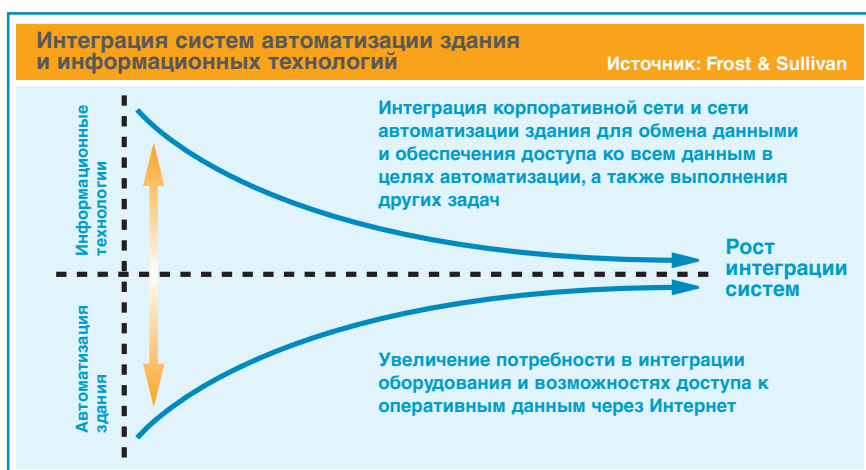 Интеграция систем автоматизации здания
и информационных технологий
Источник: Frost & Sullivan
Информационные
технологии
Интеграция корпоративной сети и сети
автоматизации здания для обмена данными
и обеспечения доступа ко всем данным в
целях автоматизации, а также выполнения
других задач
Рост
интеграции
систем
Автоматизация
здания
Увеличение потребности в интеграции
оборудования и возможностях доступа к
оперативным данным через Интернет